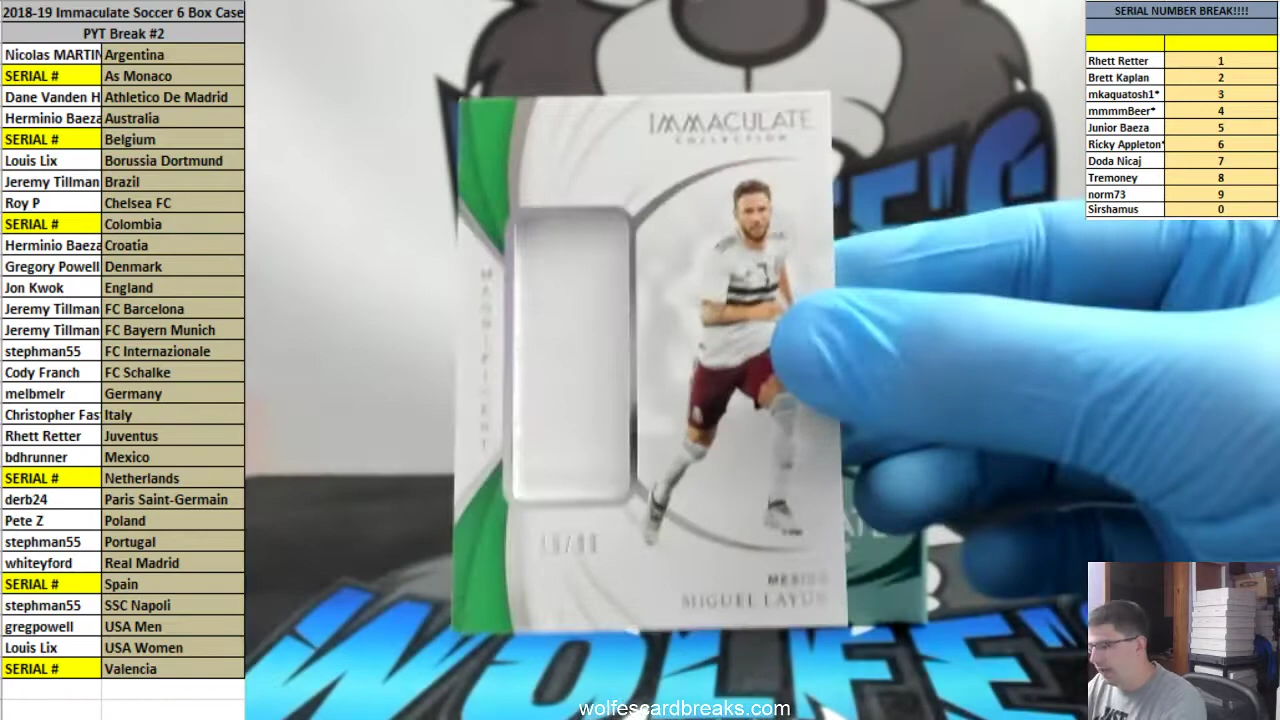 2018-19 Immaculate Soccer 6 Box Case
PYT Break #2
Nicolas MARTIN Argentina
SERIAL # As Monaco
Dane Vanden H Athletico De Madrid
Herminio Baeza Australia
SERIAL # Belgium
Louis Lix Borussia Dortmund
Jeremy Tillman Brazil
Roy P Chelsea FC
SERIAL # Colombia
Herminio Baeza Croatia
Gregory Powell Denmark
Jon Kwok England
Jeremy Tillman FC Barcelona
Jeremy Tillman FC Bayern Munich
stephman55 FC Internazionale
Cody Franch FC Schalke
melbmelr Germany
Christopher Fas Italy
Rhett Retter Juventus
bdhrunner Mexico
SERIAL # Netherlands
derb24 Paris Saint-Germain
Pete Z Poland
stephman55 Portugal
whiteyford Real Madrid
SERIAL # Spain
stephman55 SSC Napoli
gregpowell USA Men
Louis Lix USA Women
SERIAL # Valencia
IMMACULATE
COLLECTION
MAGNIFICENT
MEXICO
MIGUEL LAYUN
WOLFE'S
wolfescardbreaks.com
SERIAL NUMBER BREAK!!!!
Rhett Retter 1
Brett Kaplan 2
mkaquatosh1* 3
mmmmBeer* 4
Junior Baeza 5
Ricky Appleton* 6
Doda Nicaj 7
Tremoney 8
norm73 9
Sirshamus 0